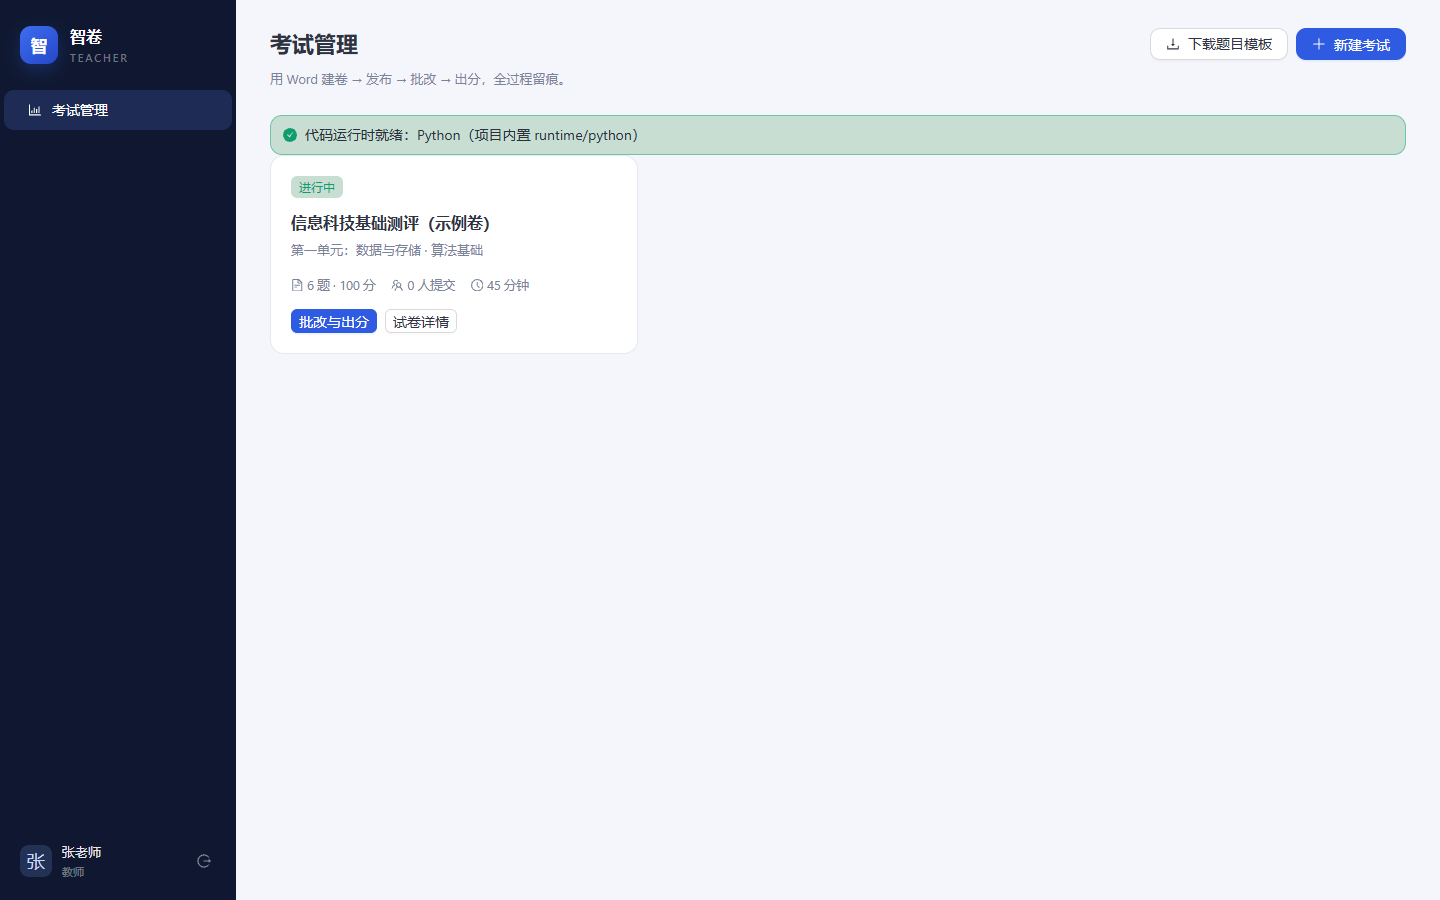 智
智卷
TEACHER
考试管理
张
张老师
教师
考试管理
用 Word 建卷 → 发布 → 批改 → 出分，全过程留痕。
下载题目模板
新建考试
代码运行时就绪：Python（项目内置 runtime/python）
进行中
信息科技基础测评（示例卷）
第一单元：数据与存储 · 算法基础
6 题 · 100 分 0 人提交 45 分钟
批改与出分 试卷详情